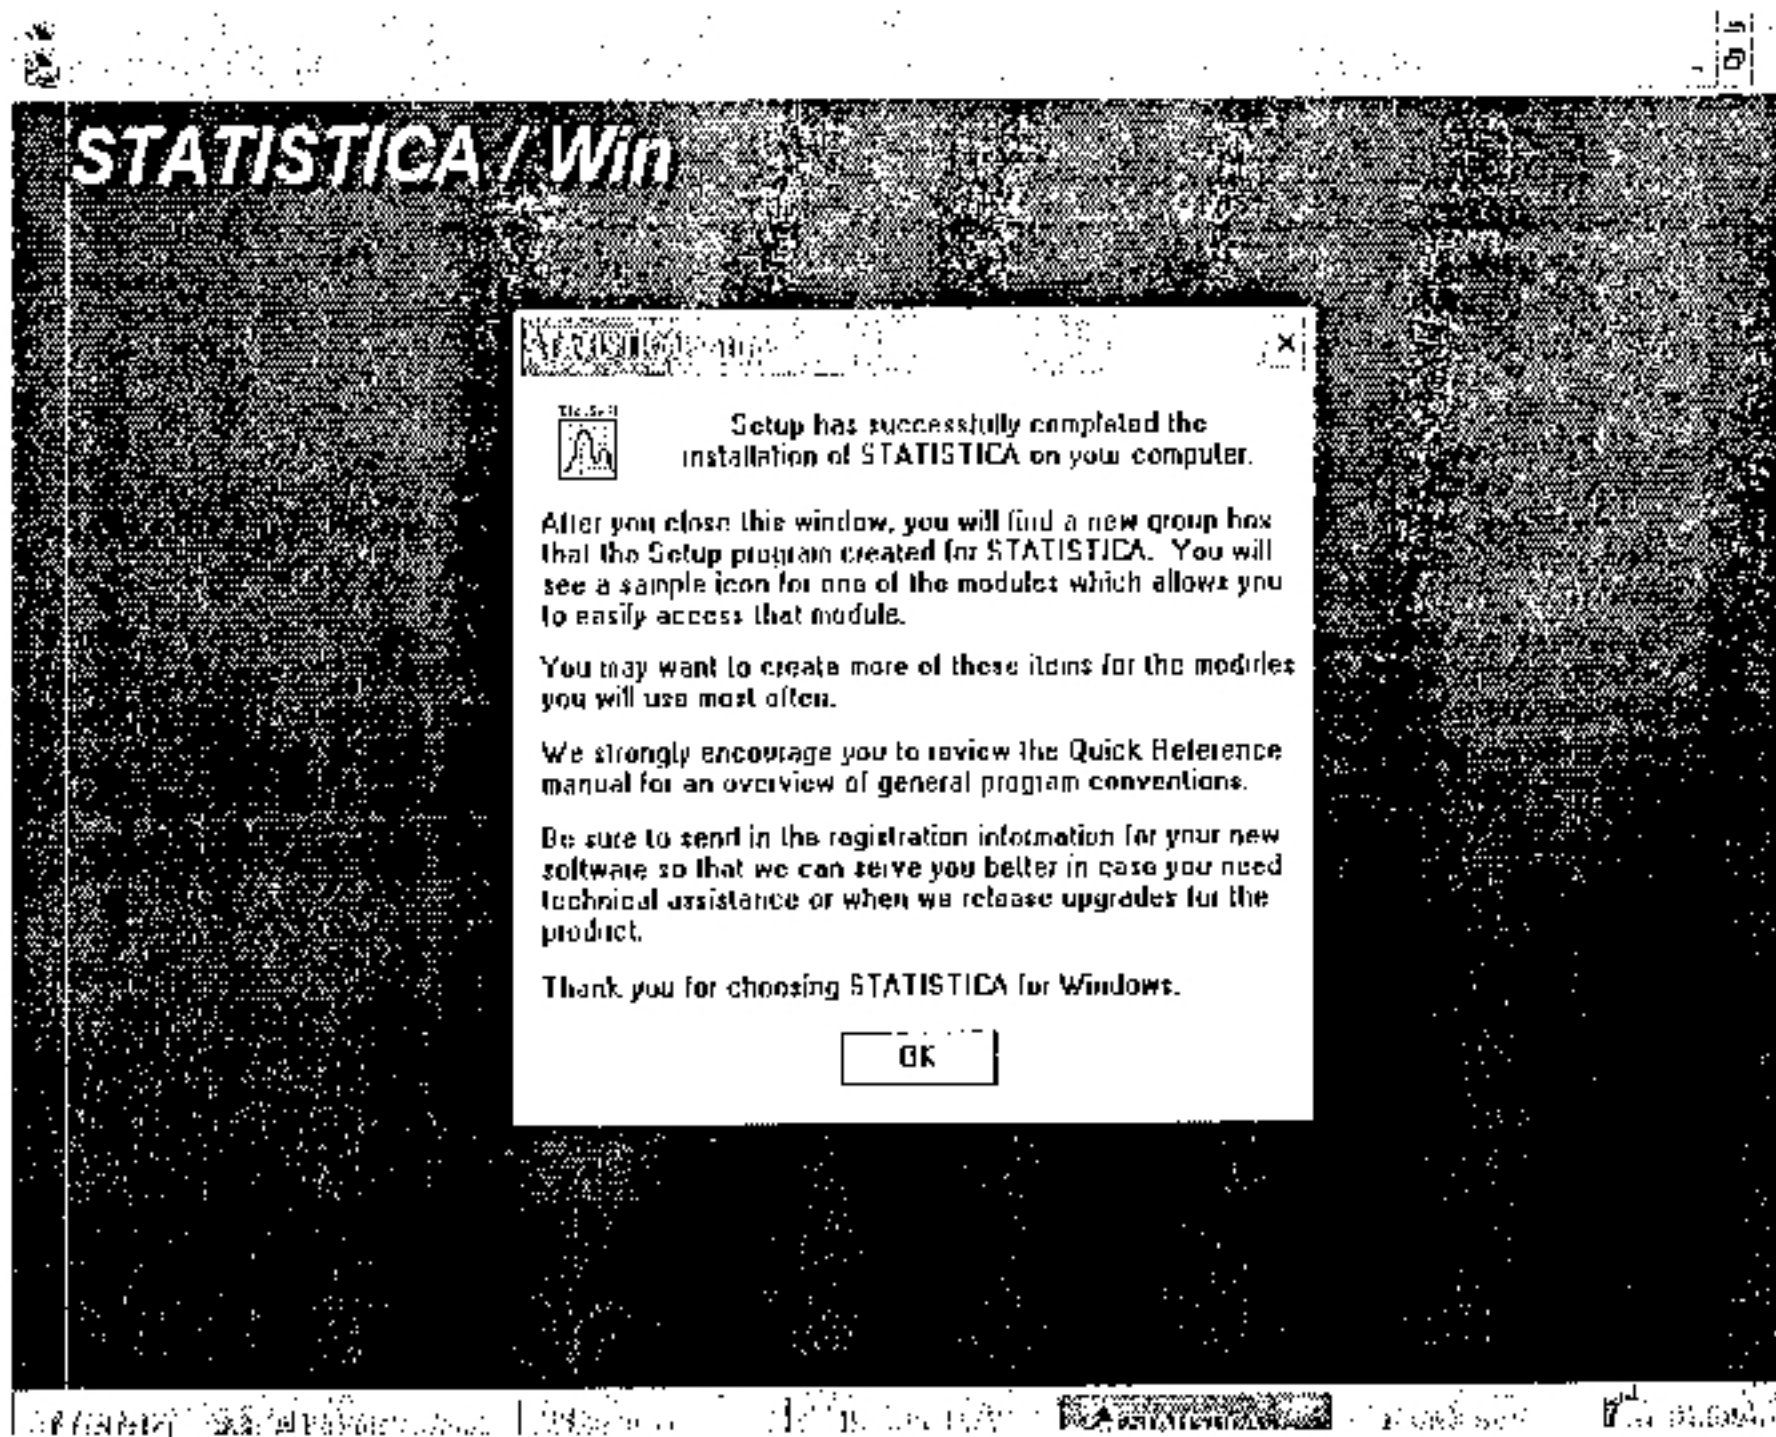 STATISTICA / Win
Setup has successfully completed the
installation of STATISTICA on your computer.
After you close this window, you will find a new group box
that the Setup program created for STATISTICA. You will
see a sample icon for one of the modules which allows you
to easily access that module.
You may want to create more of these items for the modules
you will use most often.
We strongly encourage you to review the Quick Reference
manual for an overview of general program conventions.
Be sure to send in the registration information for your new
software so that we can serve you better in case you need
technical assistance or when we release upgrades for the
product.
Thank you for choosing STATISTICA for Windows.
OK